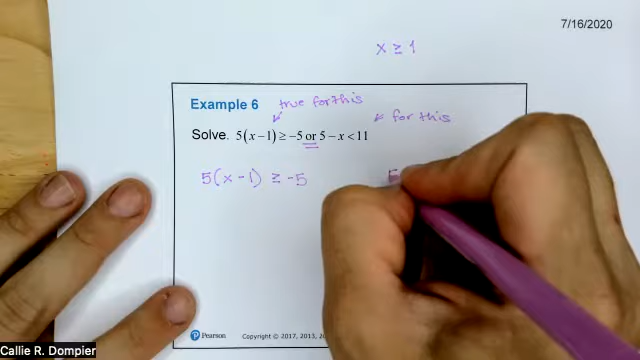 7/16/2020
x ≥ 1
Example 6
true for this
for this
Solve. 5(x − 1) ≥ −5 or 5 − x < 11
5(x − 1) ≥ −5 5
Pearson Copyright © 2017, 2013, 
Callie R. Dompier